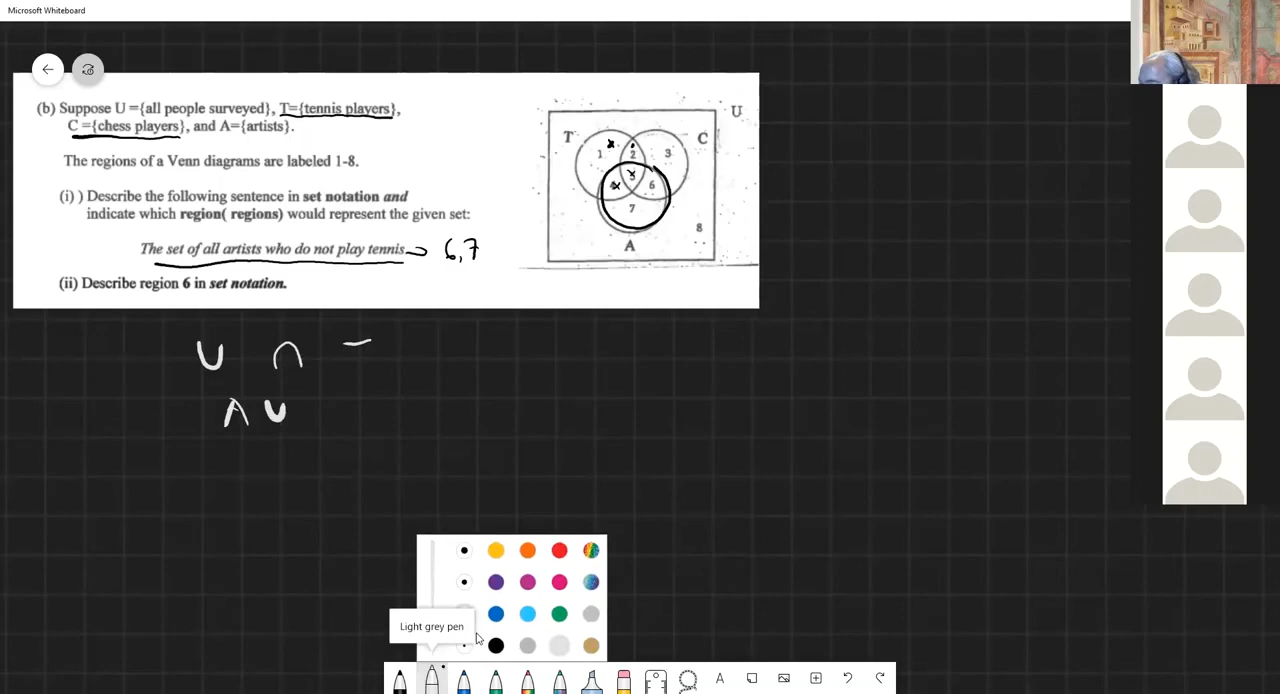 Microsoft Whiteboard
(b) Suppose U ={all people surveyed}, T={tennis players},
C ={chess players}, and A={artists}.
The regions of a Venn diagrams are labeled 1-8.
(i) ) Describe the following sentence in set notation and
indicate which region( regions) would represent the given set:
The set of all artists who do not play tennis → 6,7
(ii) Describe region 6 in set notation.
U
T
C
1
2
3
5
6
7
8
A
U ∩ −
A U
Light grey pen
A